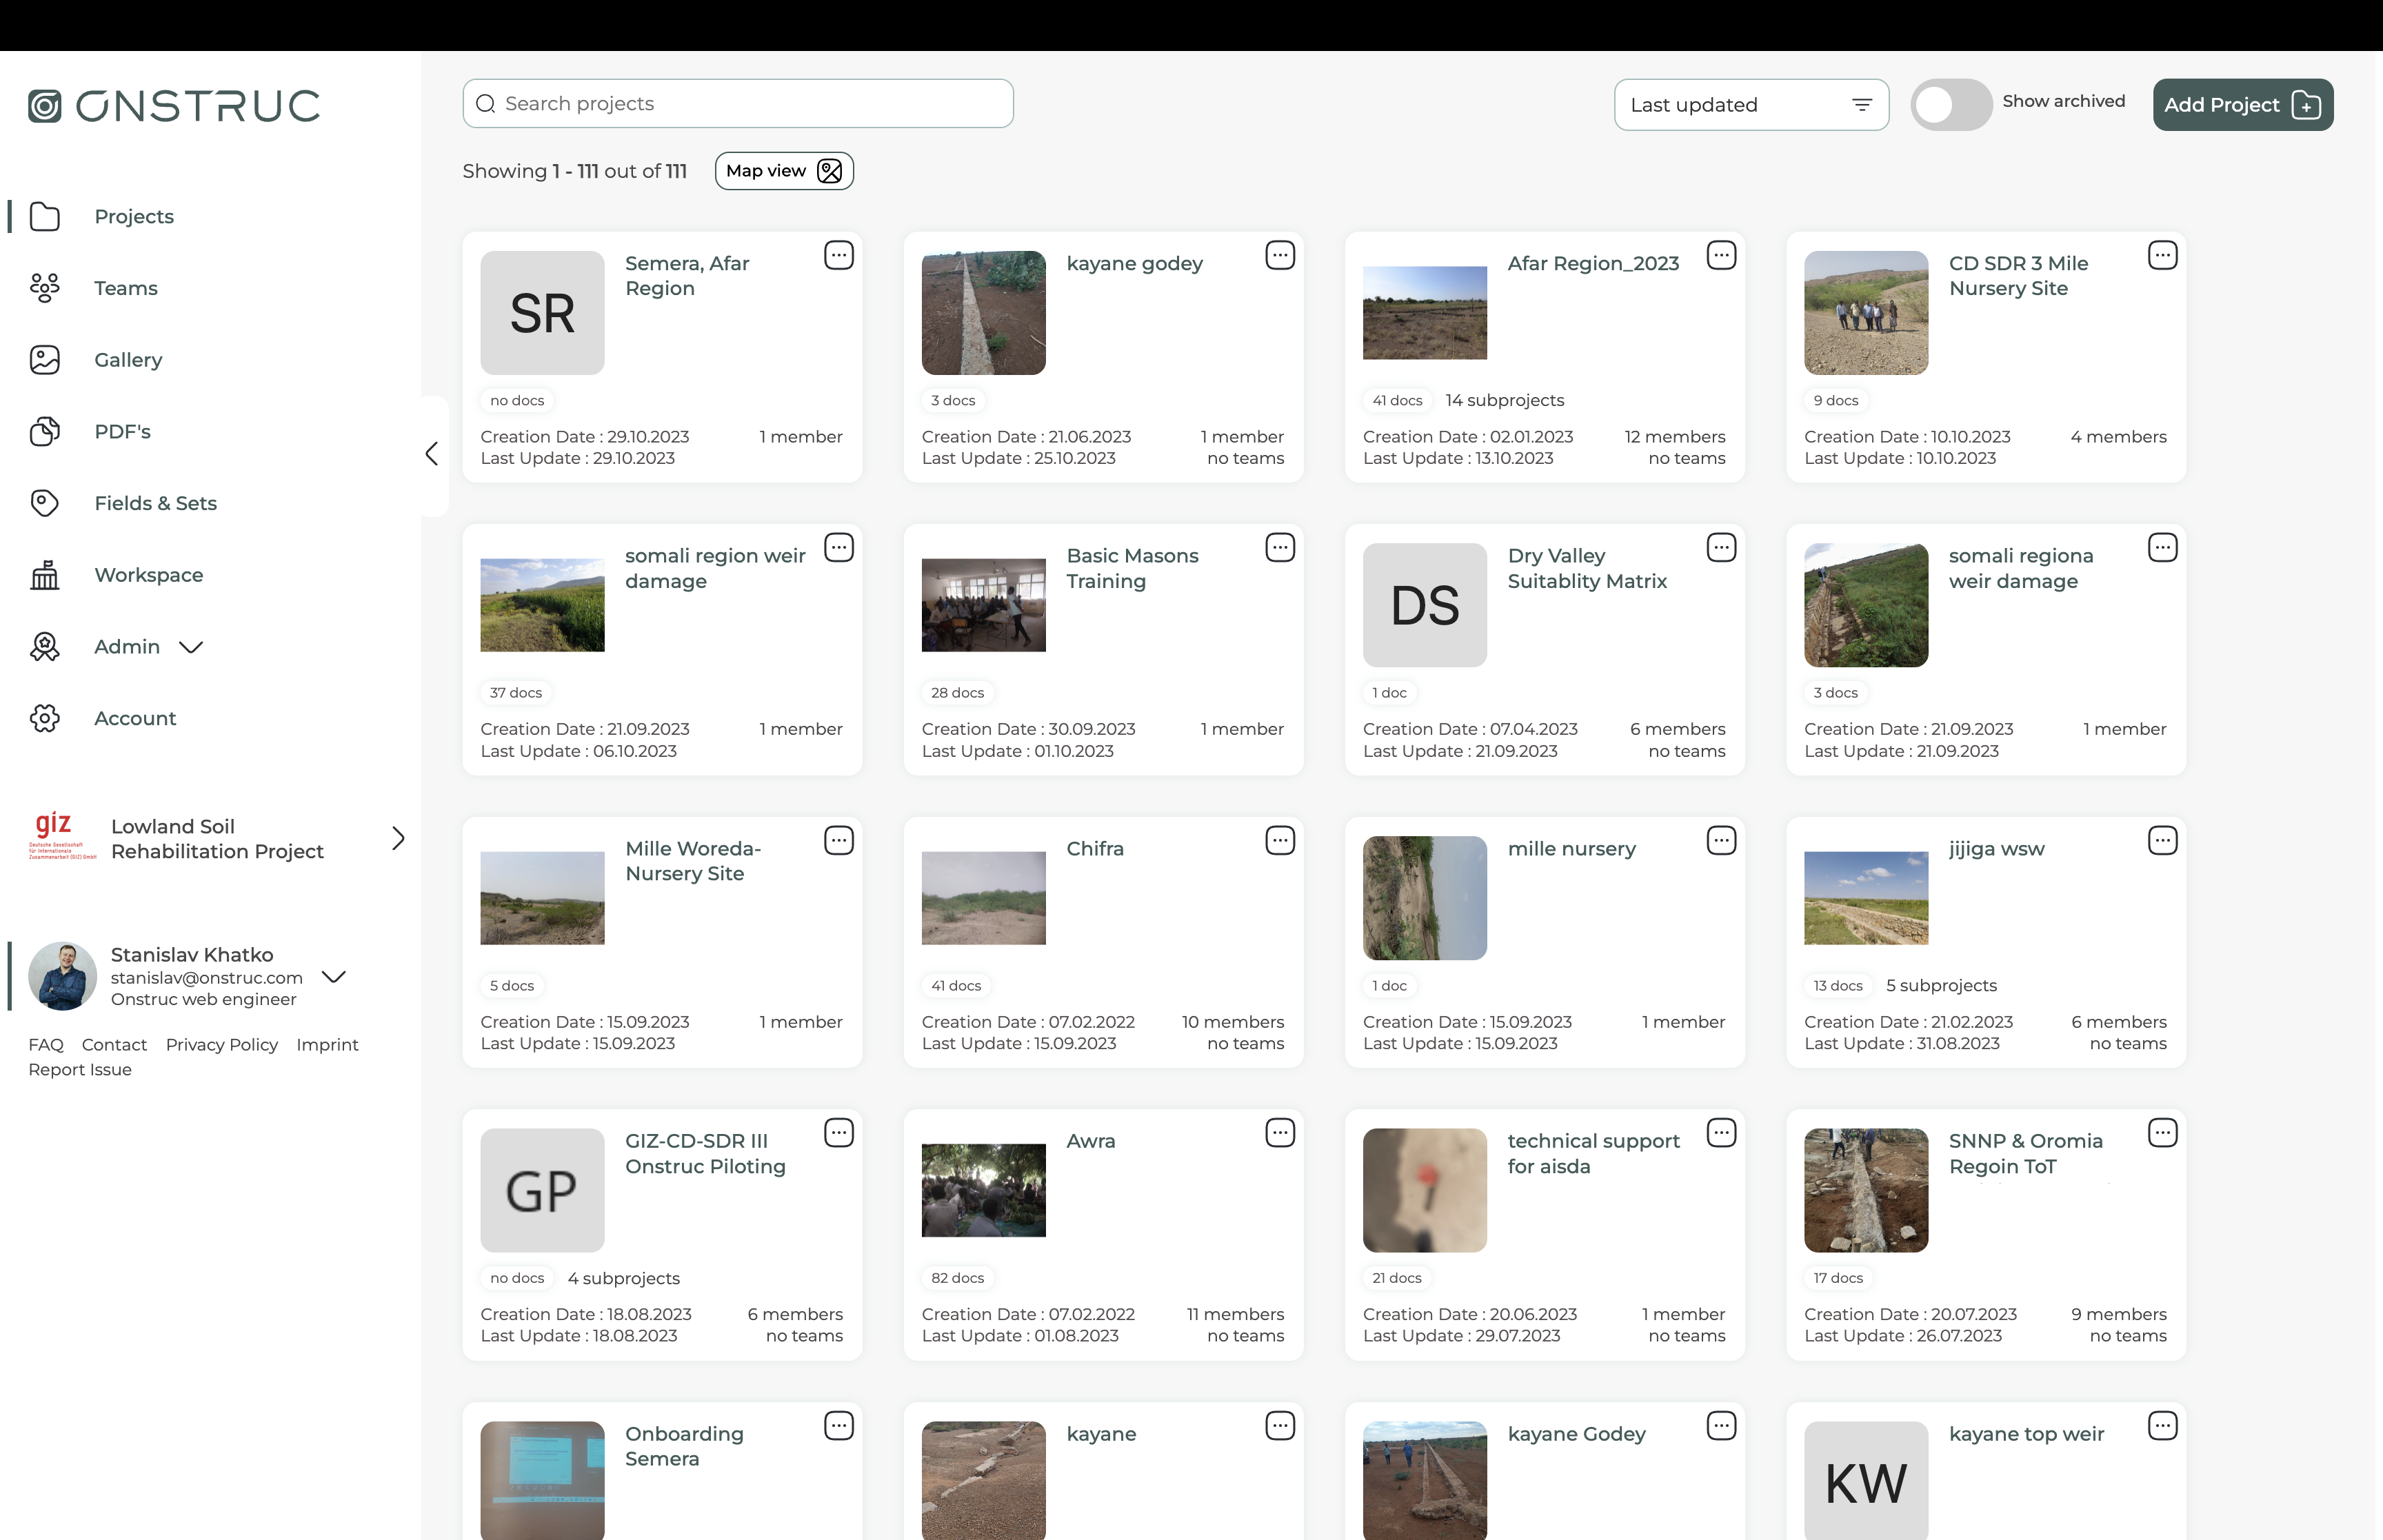 ONSTRUC
Projects
Teams
Gallery
PDF's
Fields & Sets
Workspace
Admin
Account
giz
Deutsche Gesellschaft
für Internationale
Zusammenarbeit (GIZ) GmbH
Lowland Soil
Rehabilitation Project
Stanislav Khatko
stanislav@onstruc.com
Onstruc web engineer
FAQ Contact Privacy Policy Imprint
Report Issue
Search projects
Last updated
Show archived
Add Project
Showing 1 - 111 out of 111
Map view
SR
Semera, Afar
Region
no docs
Creation Date : 29.10.2023 1 member
Last Update : 29.10.2023
kayane godey
3 docs
Creation Date : 21.06.2023 1 member
Last Update : 25.10.2023 no teams
Afar Region_2023
41 docs 14 subprojects
Creation Date : 02.01.2023 12 members
Last Update : 13.10.2023 no teams
CD SDR 3 Mile
Nursery Site
9 docs
Creation Date : 10.10.2023 4 members
Last Update : 10.10.2023
somali region weir
damage
37 docs
Creation Date : 21.09.2023 1 member
Last Update : 06.10.2023
Basic Masons
Training
28 docs
Creation Date : 30.09.2023 1 member
Last Update : 01.10.2023
DS
Dry Valley
Suitablity Matrix
1 doc
Creation Date : 07.04.2023 6 members
Last Update : 21.09.2023 no teams
somali regiona
weir damage
3 docs
Creation Date : 21.09.2023 1 member
Last Update : 21.09.2023
Mille Woreda-
Nursery Site
5 docs
Creation Date : 15.09.2023 1 member
Last Update : 15.09.2023
Chifra
41 docs
Creation Date : 07.02.2022 10 members
Last Update : 15.09.2023 no teams
mille nursery
1 doc
Creation Date : 15.09.2023 1 member
Last Update : 15.09.2023
jijiga wsw
13 docs 5 subprojects
Creation Date : 21.02.2023 6 members
Last Update : 31.08.2023 no teams
GP
GIZ-CD-SDR III
Onstruc Piloting
no docs 4 subprojects
Creation Date : 18.08.2023 6 members
Last Update : 18.08.2023 no teams
Awra
82 docs
Creation Date : 07.02.2022 11 members
Last Update : 01.08.2023 no teams
technical support
for aisda
21 docs
Creation Date : 20.06.2023 1 member
Last Update : 29.07.2023 no teams
SNNP & Oromia
Regoin ToT
17 docs
Creation Date : 20.07.2023 9 members
Last Update : 26.07.2023 no teams
Onboarding
Semera
kayane
kayane Godey
KW
kayane top weir